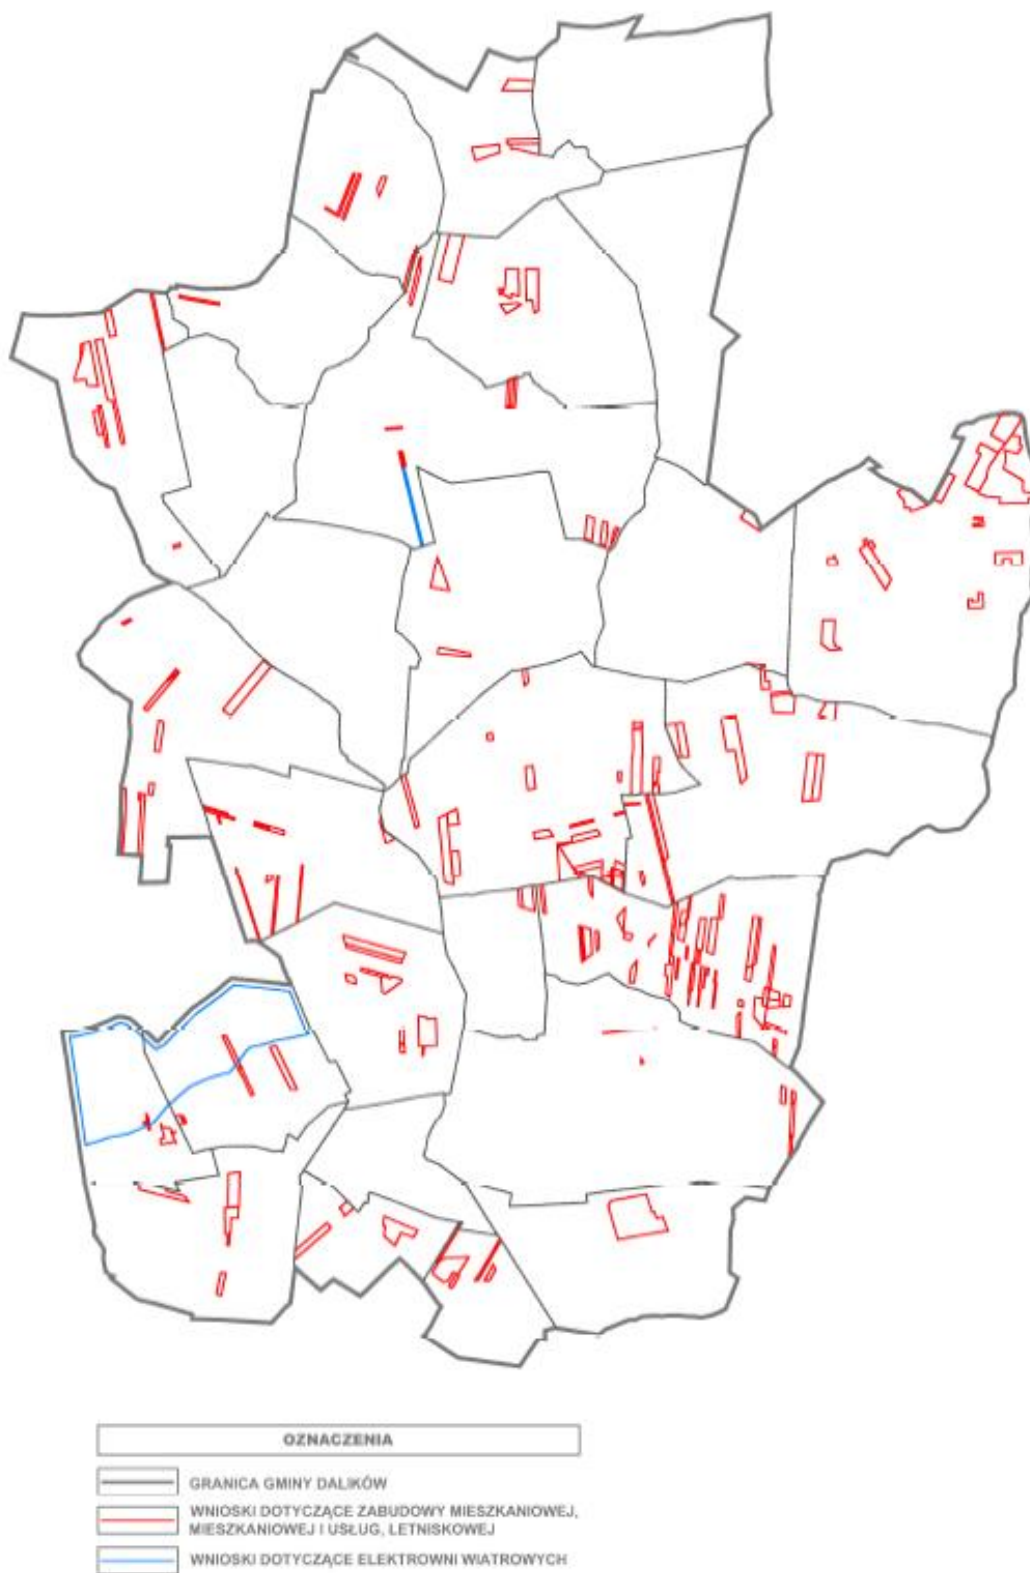 OZNACZENIA
GRANICA GMINY DALIKÓW
WNIOSKI DOTYCZĄCE ZABUDOWY MIESZKANIOWEJ,
MIESZKANIOWEJ I USŁUG, LETNISKOWEJ
WNIOSKI DOTYCZĄCE ELEKTROWNI WIATROWYCH